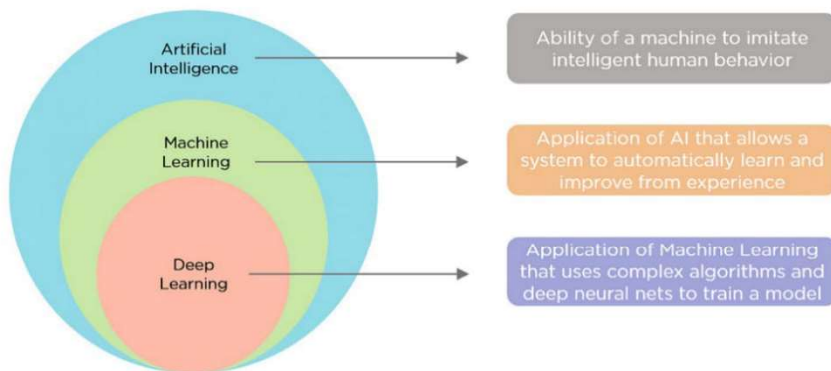 Artificial
Intelligence
Ability of a machine to imitate
intelligent human behavior
Machine
Learning
Application of AI that allows a
system to automatically learn and
improve from experience
Deep
Learning
Application of Machine Learning
that uses complex algorithms and
deep neural nets to train a model